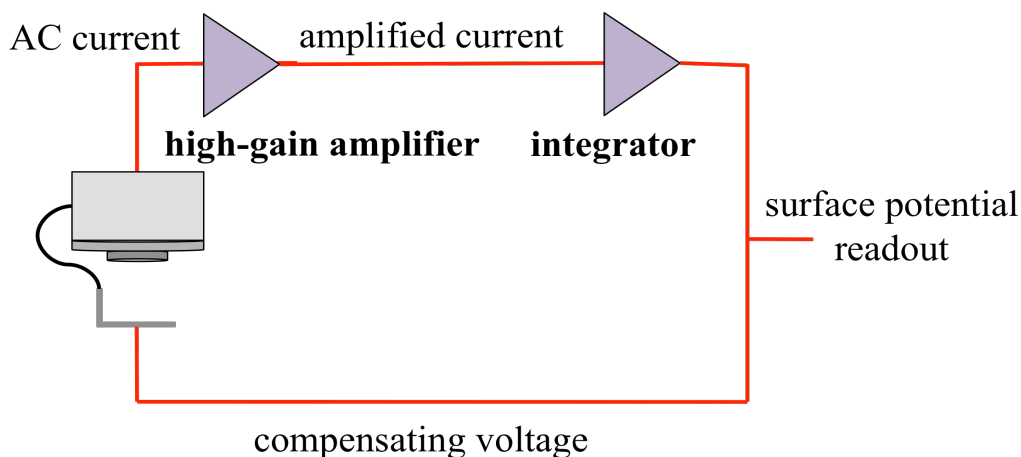 AC current
amplified current
high-gain amplifier
integrator
surface potential
readout
compensating voltage